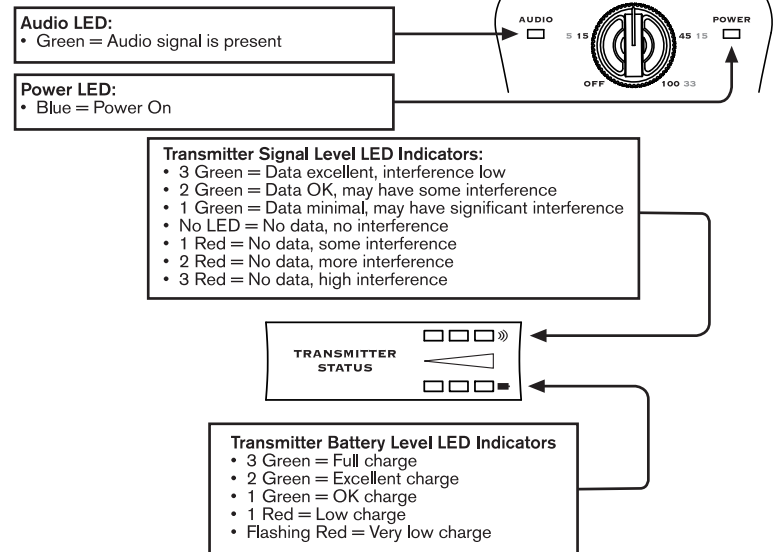 Audio LED:
• Green = Audio signal is present
AUDIO
POWER
5 15
45 15
OFF
100 33
Power LED:
• Blue = Power On
Transmitter Signal Level LED Indicators:
• 3 Green = Data excellent, interference low
• 2 Green = Data OK, may have some interference
• 1 Green = Data minimal, may have significant interference
• No LED = No data, no interference
• 1 Red = No data, some interference
• 2 Red = No data, more interference
• 3 Red = No data, high interference
TRANSMITTER
STATUS
Transmitter Battery Level LED Indicators
• 3 Green = Full charge
• 2 Green = Excellent charge
• 1 Green = OK charge
• 1 Red = Low charge
• Flashing Red = Very low charge